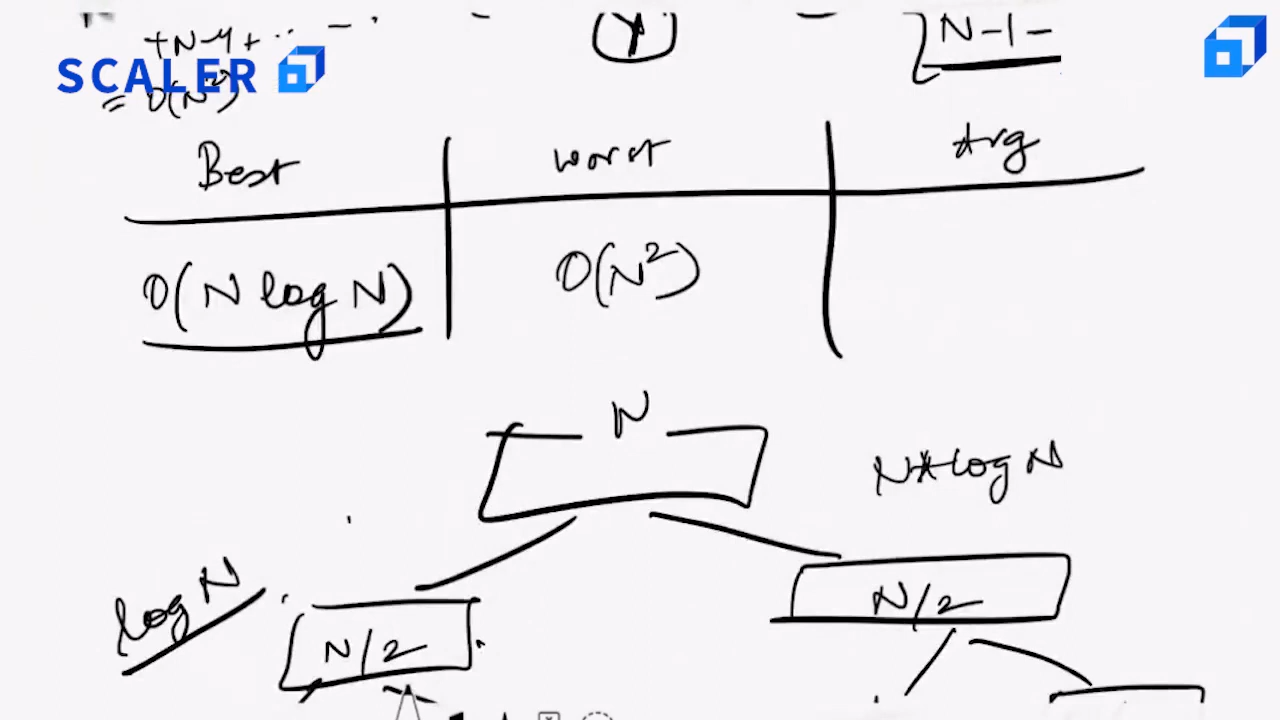 +N-4+..
N-1-
SCALER
= O(N²)
Best worst Avg
O(N log N) O(N²)
N
N*log N
log N
N/2
N/2